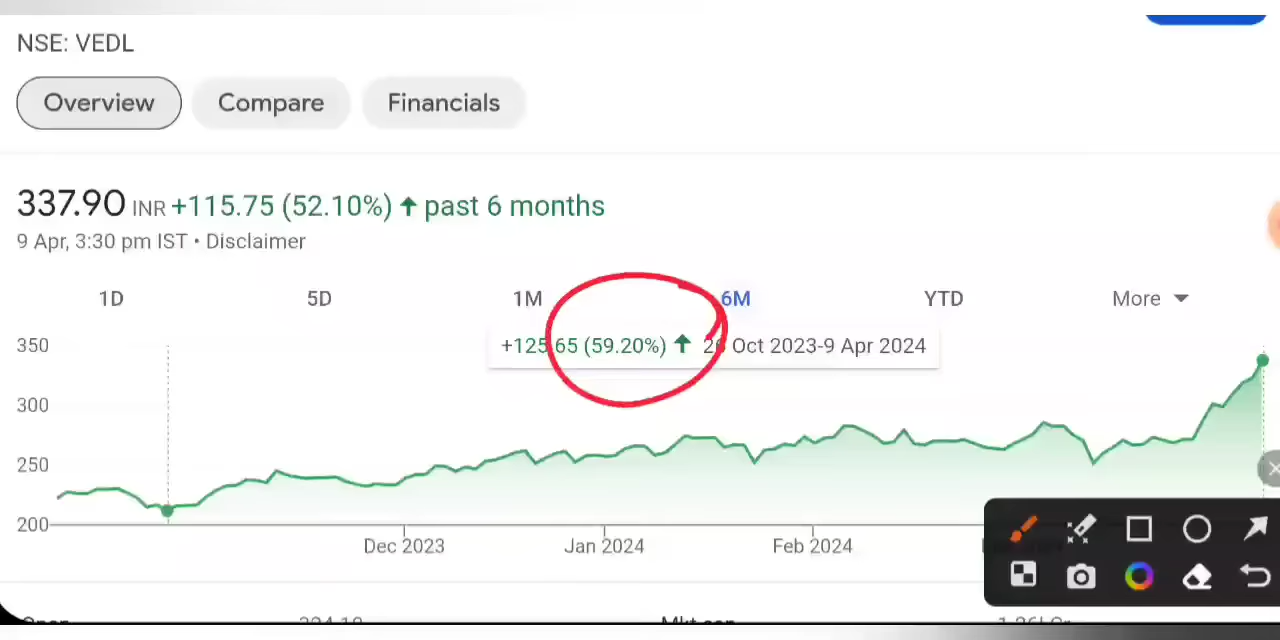 NSE: VEDL
Overview Compare Financials
337.90 INR +115.75 (52.10%) ↑ past 6 months
9 Apr, 3:30 pm IST • Disclaimer
1D 5D 1M 6M YTD More
+125.65 (59.20%) ↑ 26 Oct 2023-9 Apr 2024
350
300
250
200
Dec 2023 Jan 2024 Feb 2024